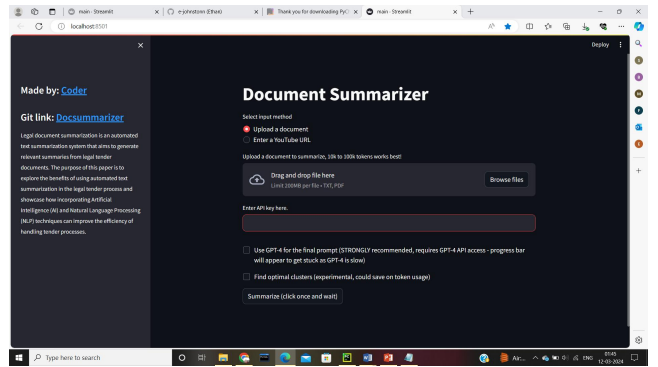 main · Streamlit
e-johnstonn (Ethan)
Thank you for downloading PyC
main · Streamlit
localhost:8501
Deploy
Made by: Coder
Git link: Docsummarizer
Legal document summarization is an automated
text summarization system that aims to generate
relevant summaries from legal tender
documents. The purpose of this paper is to
explore the benefits of using automated text
summarization in the legal tender process and
showcase how incorporating Artificial
Intelligence (AI) and Natural Language Processing
(NLP) techniques can improve the efficiency of
handling tender processes.
Document Summarizer
Select input method
Upload a document
Enter a YouTube URL
Upload a document to summarize, 10k to 100k tokens works best!
Drag and drop file here
Limit 200MB per file • TXT, PDF
Browse files
Enter API key here.
Use GPT-4 for the final prompt (STRONGLY recommended, requires GPT-4 API access - progress bar
will appear to get stuck as GPT-4 is slow)
Find optimal clusters (experimental, could save on token usage)
Summarize (click once and wait)
Type here to search
Air...
ENG
01:45
12-03-2024